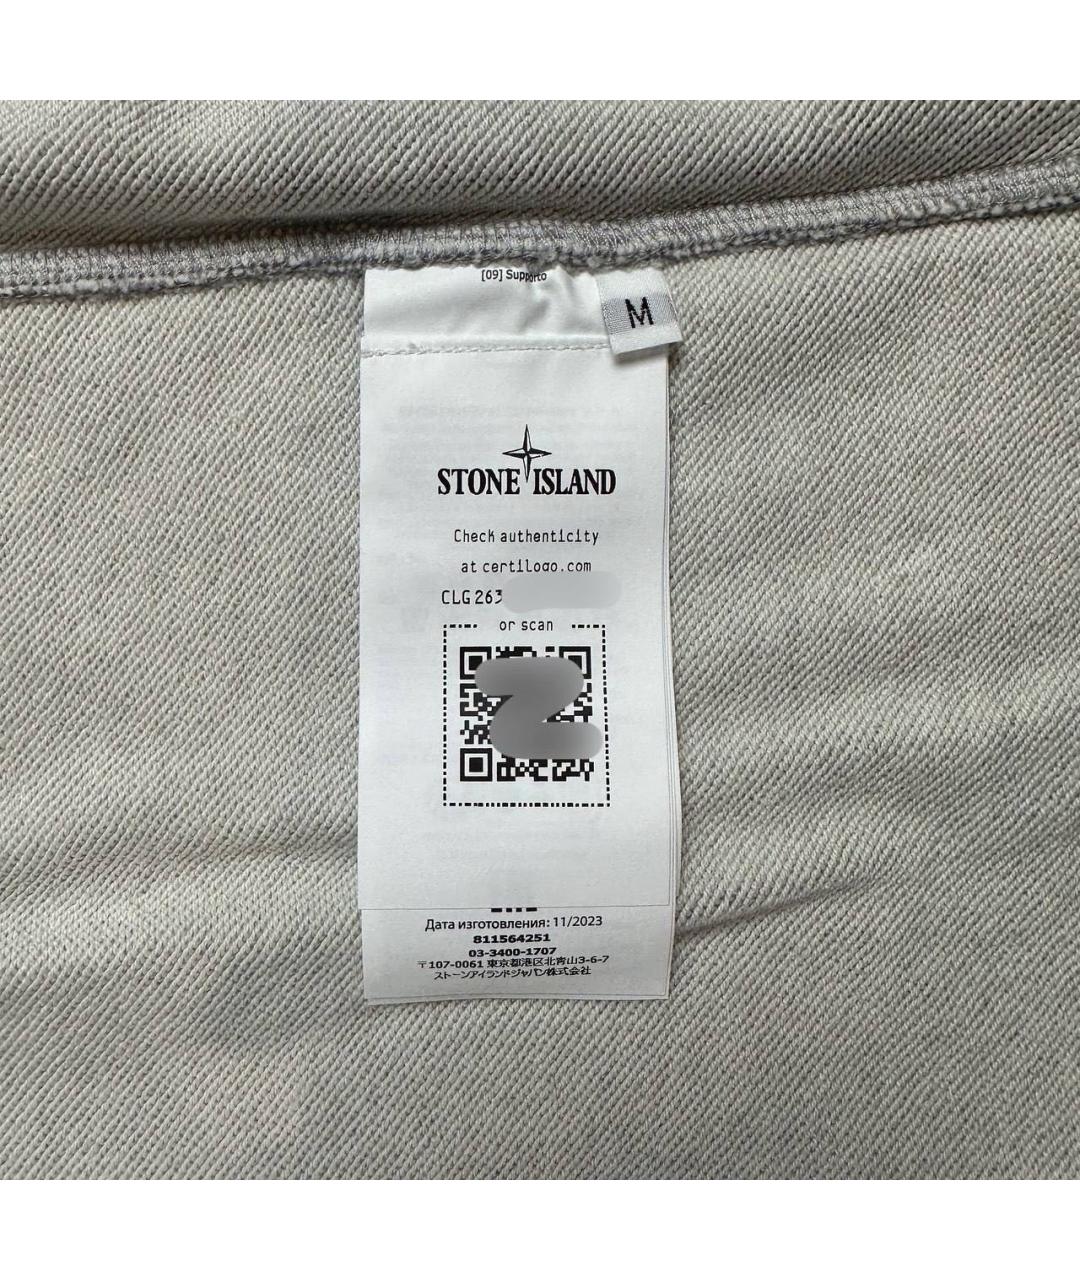 [09] Supporto
M
STONE ISLAND
Check authenticity
at certilogo.com
CLG 263
or scan
Дата изготовления: 11/2023
811564251
03-3400-1707
〒107-0061 東京都港区北青山3-6-7
ストーンアイランドジャパン株式会社